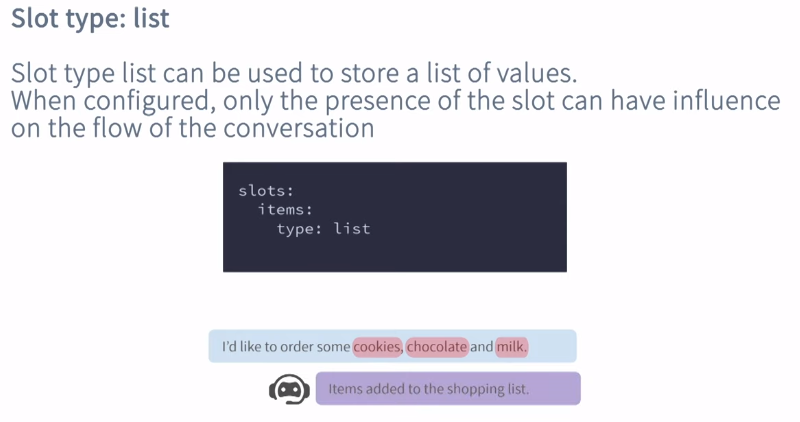 Slot type: list
Slot type list can be used to store a list of values.
When configured, only the presence of the slot can have influence
on the flow of the conversation
slots:
  items:
    type: list
I'd like to order some cookies, chocolate and milk.
Items added to the shopping list.